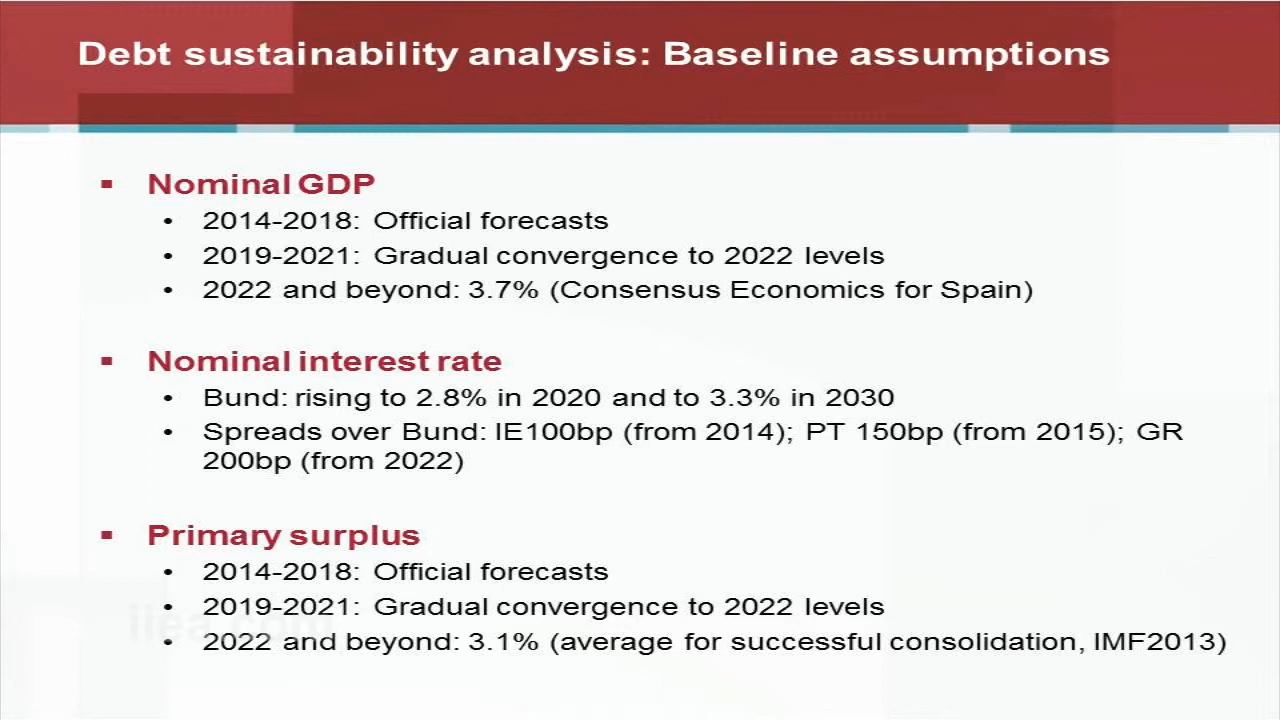 Debt sustainability analysis: Baseline assumptions
▪ Nominal GDP
• 2014-2018: Official forecasts
• 2019-2021: Gradual convergence to 2022 levels
• 2022 and beyond: 3.7% (Consensus Economics for Spain)
▪ Nominal interest rate
• Bund: rising to 2.8% in 2020 and to 3.3% in 2030
• Spreads over Bund: IE100bp (from 2014); PT 150bp (from 2015); GR
200bp (from 2022)
▪ Primary surplus
• 2014-2018: Official forecasts
• 2019-2021: Gradual convergence to 2022 levels
iiea.com
• 2022 and beyond: 3.1% (average for successful consolidation, IMF2013)